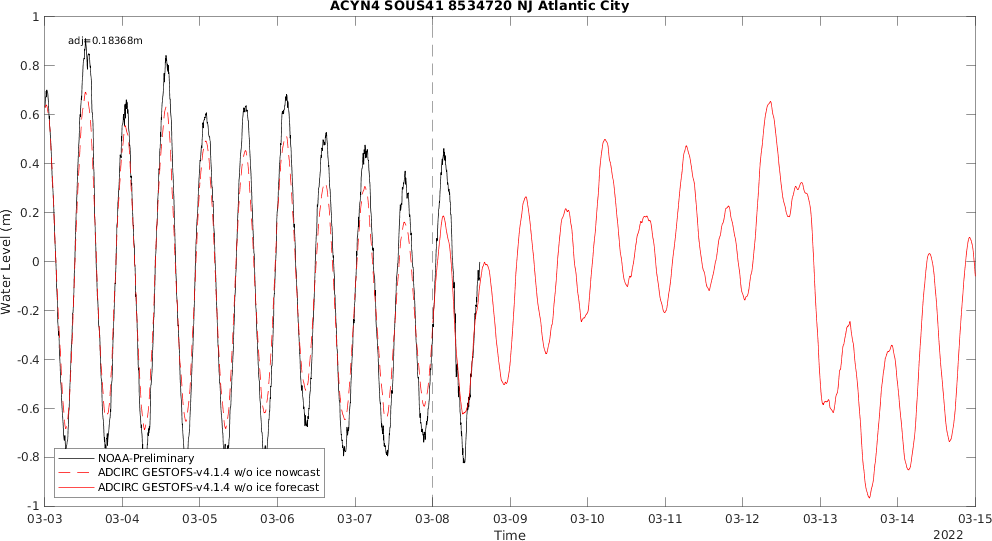 ACYN4 SOUS41 8534720 NJ Atlantic City
adj=0.18368m
1
0.8
0.6
0.4
0.2
0
-0.2
-0.4
-0.6
-0.8
-1
Water Level (m)
NOAA-Preliminary
ADCIRC GESTOFS-v4.1.4 w/o ice nowcast
ADCIRC GESTOFS-v4.1.4 w/o ice forecast
03-03 03-04 03-05 03-06 03-07 03-08 03-09 03-10 03-11 03-12 03-13 03-14 03-15
Time
2022